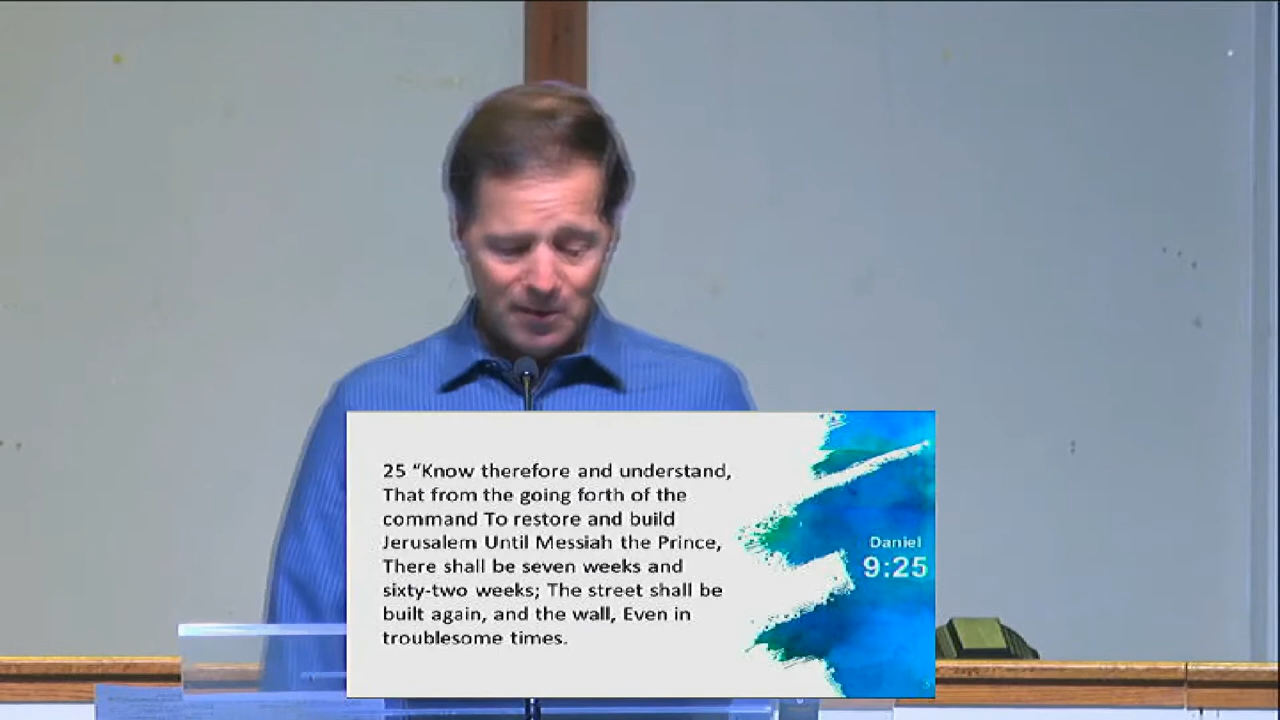 25 “Know therefore and understand,
That from the going forth of the
command To restore and build
Jerusalem Until Messiah the Prince,
There shall be seven weeks and
sixty-two weeks; The street shall be
built again, and the wall, Even in
troublesome times.
Daniel
9:25